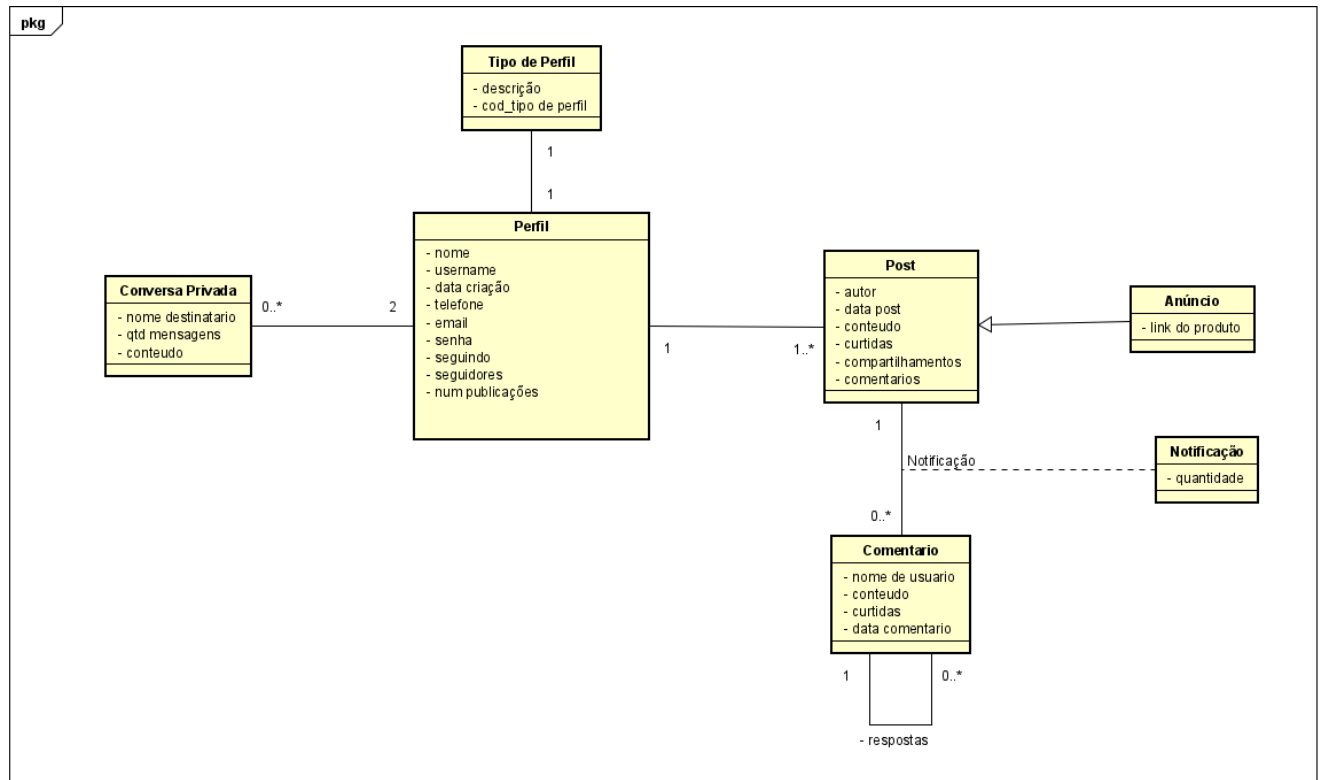 pkg
Tipo de Perfil
- descrição
- cod_tipo de perfil
1
1
Perfil
- nome
- username
- data criação
- telefone
- email
- senha
- seguindo
- seguidores
- num publicações
Conversa Privada
- nome destinatario
- qtd mensagens
- conteudo
0..*
2
1
1..*
Post
- autor
- data post
- conteudo
- curtidas
- compartilhamentos
- comentarios
Anúncio
- link do produto
1
Notificação
0..*
Notificação
- quantidade
Comentario
- nome de usuario
- conteudo
- curtidas
- data comentario
1
0..*
- respostas